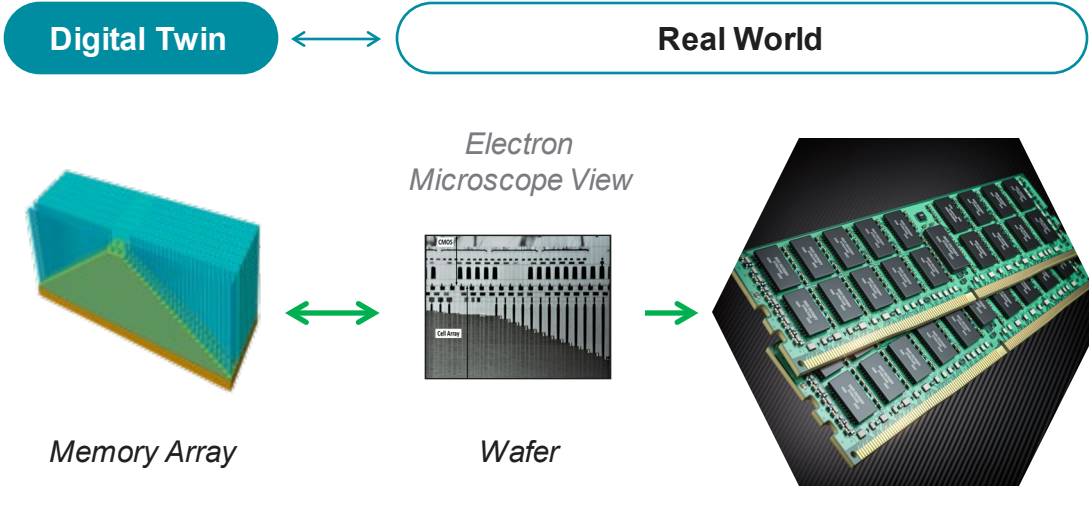 Digital Twin
Real World
Electron
Microscope View
CMOS
Cell Array
Memory Array
Wafer